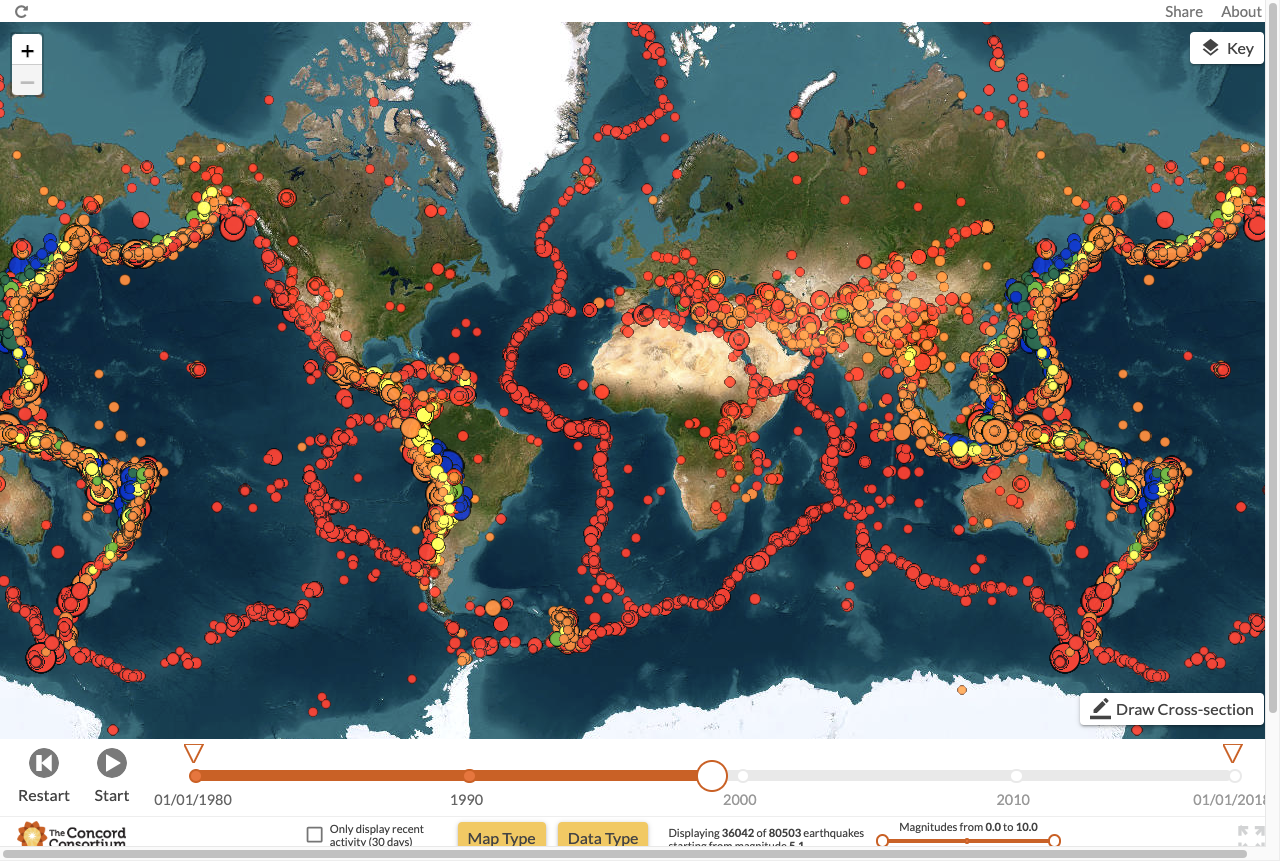 Share About
+
−
Key
Draw Cross-section
Restart Start
01/01/1980 1990 2000 2010 01/01/2018
The Concord
Consortium
Only display recent
activity (30 days)
Map Type
Data Type
Displaying 36042 of 80503 earthquakes
starting from magnitude 5.1
Magnitudes from 0.0 to 10.0